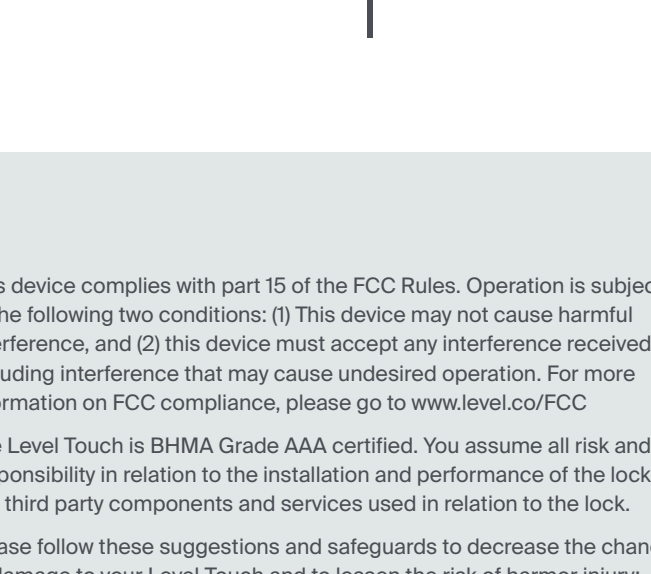 s device complies with part 15 of the FCC Rules. Operation is subjec
he following two conditions: (1) This device may not cause harmful
erference, and (2) this device must accept any interference received
uding interference that may cause undesired operation. For more
ormation on FCC compliance, please go to www.level.co/FCC
e Level Touch is BHMA Grade AAA certified. You assume all risk and
ponsibility in relation to the installation and performance of the lock
third party components and services used in relation to the lock.
ase follow these suggestions and safeguards to decrease the chan
damage to your Level Touch and to lessen the risk of harmor injury: